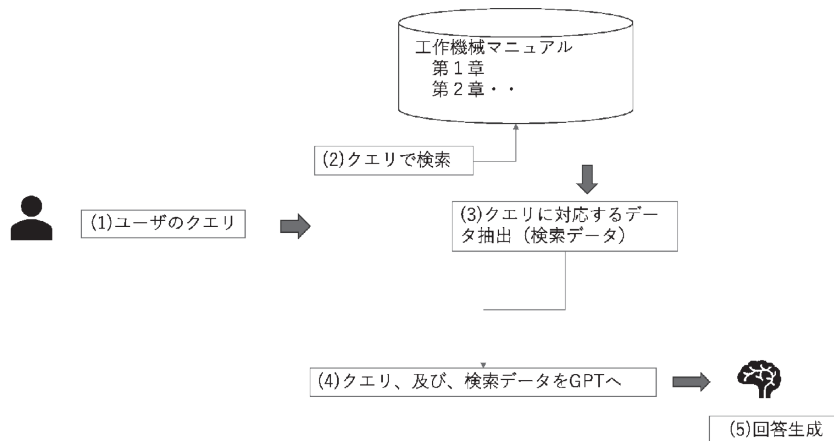 工作機械マニュアル
第１章
第２章・・
(2)クエリで検索
(1)ユーザのクエリ
(3)クエリに対応するデー
タ抽出（検索データ）
(4)クエリ、及び、検索データをGPTへ
(5)回答生成